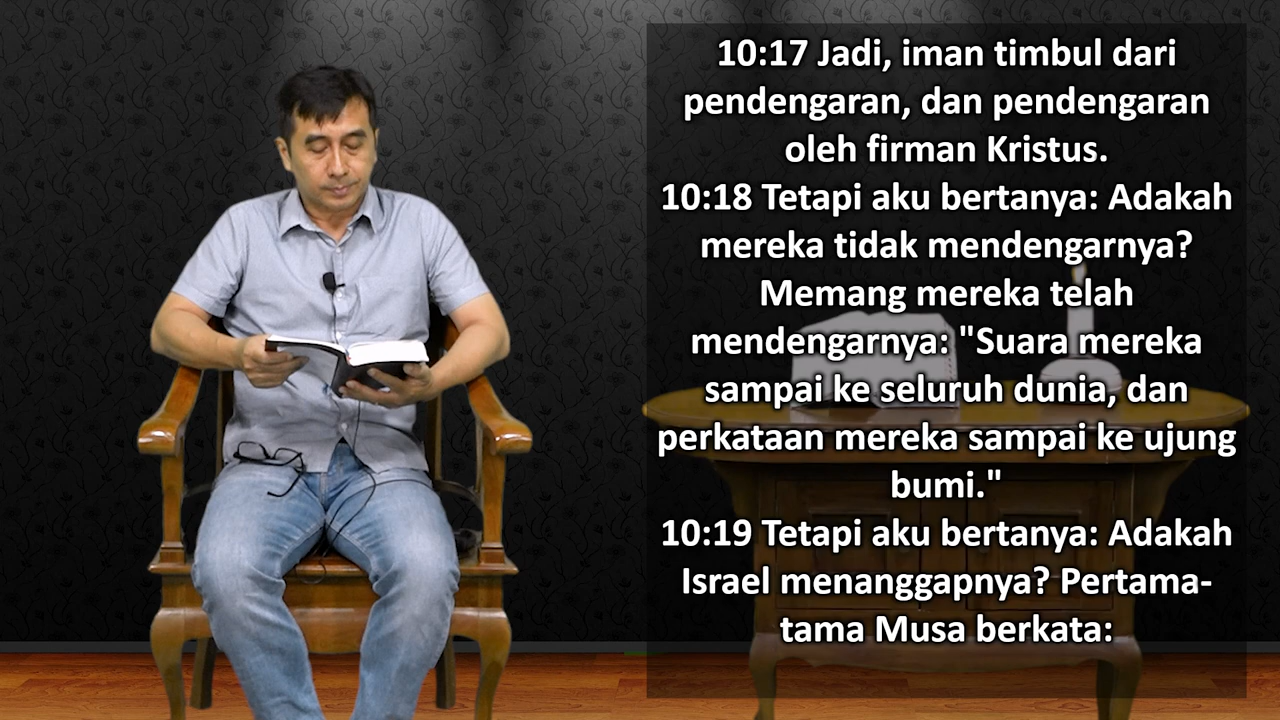 10:17 Jadi, iman timbul dari
pendengaran, dan pendengaran
oleh firman Kristus.
10:18 Tetapi aku bertanya: Adakah
mereka tidak mendengarnya?
Memang mereka telah
mendengarnya: "Suara mereka
sampai ke seluruh dunia, dan
perkataan mereka sampai ke ujung
bumi."
10:19 Tetapi aku bertanya: Adakah
Israel menanggapnya? Pertama-
tama Musa berkata: